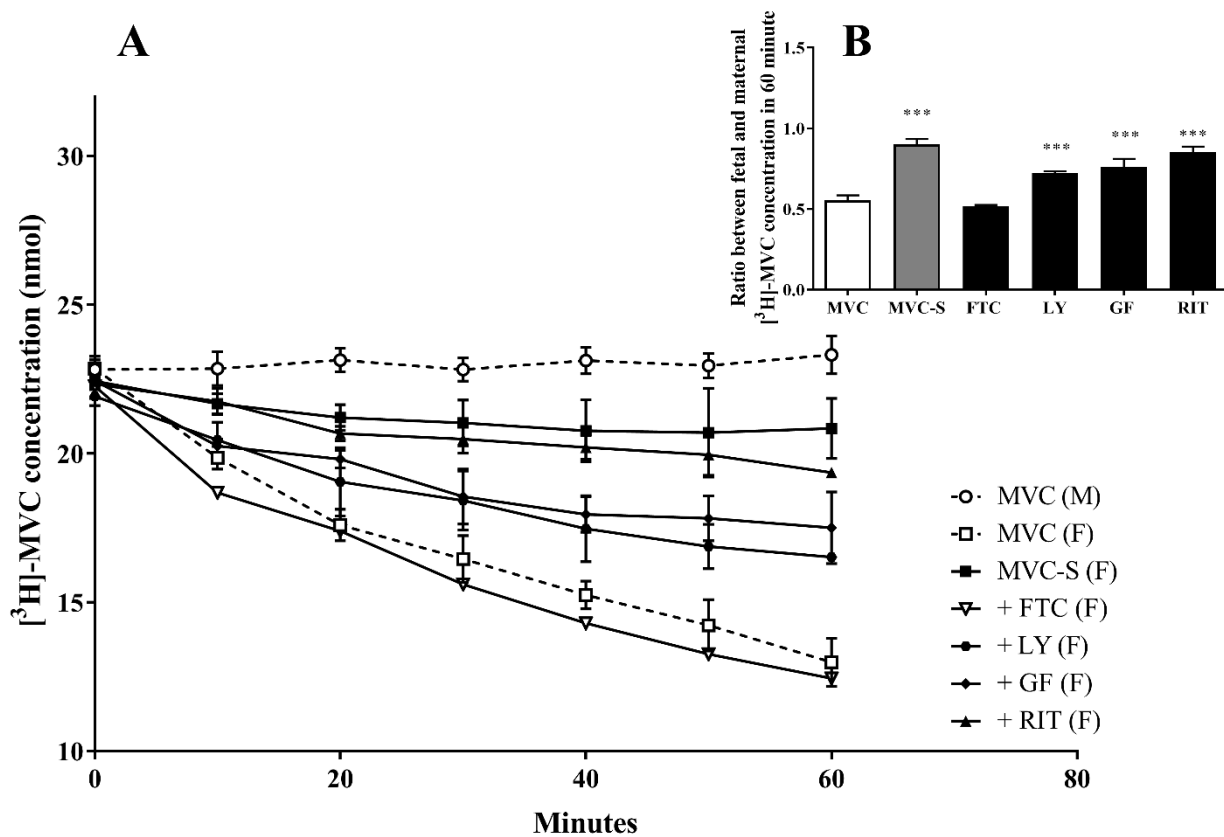 A
[³H]-MVC concentration (nmol)
30
25
20
15
10
0
20
40
60
80
Minutes
MVC (M)
MVC (F)
MVC-S (F)
+ FTC (F)
+ LY (F)
+ GF (F)
+ RIT (F)
B
Ratio between fetal and maternal
[³H]-MVC concentration in 60 minute
1.5
1.0
0.5
0.0
***
***
***
***
MVC
MVC-S
FTC
LY
GF
RIT